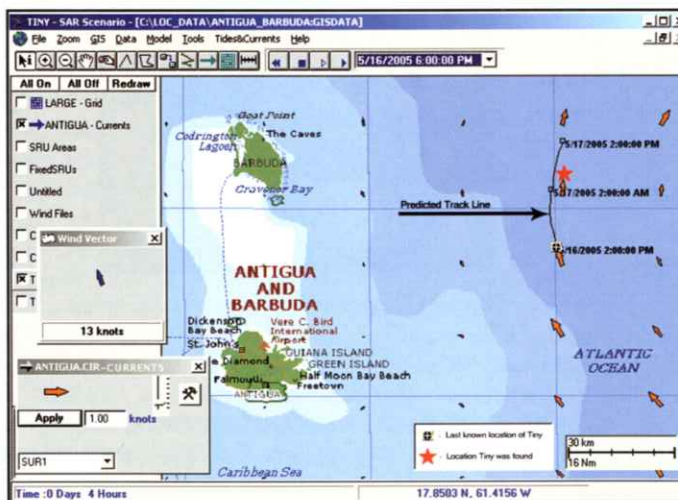 TINY - SAR Scenario - [C:\LOC_DATA\ANTIGUA_BARBUDA:GISDATA]
File Zoom GIS Data Model Tools Tides&Currents Help
5/16/2005 6:00:00 PM
All On All Off Redraw
LARGE - Grid
ANTIGUA - Currents
SRU Areas
FixedSRUs
Untitled
Wind Files
C
C
T
T
Wind Vector
13 knots
ANTIGUA.CIR-CURRENTS
Apply 1.00 knots
SUR1
Goat Point
Codrington
Lagoon
The Caves
BARBUDA
Gravenor Bay
5/17/2005 2:00:00 PM
5/17/2005 2:00:00 AM
Predicted Track Line
5/16/2005 2:00:00 PM
ANTIGUA
AND
BARBUDA
Dickenson
Bay Beach
Vere C. Bird
International
Airport
St. John's
GUIANA ISLAND
le Diamond
GREEN ISLAND
Falmouth
Half Moon Bay Beach
Freetown
ANTIGUA
ATLANTIC
OCEAN
Caribbean Sea
- Last known location of Tiny
- Location Tiny was found
30 km
16 Nm
Time :0 Days 4 Hours
17.8503 N, 61.4156 W